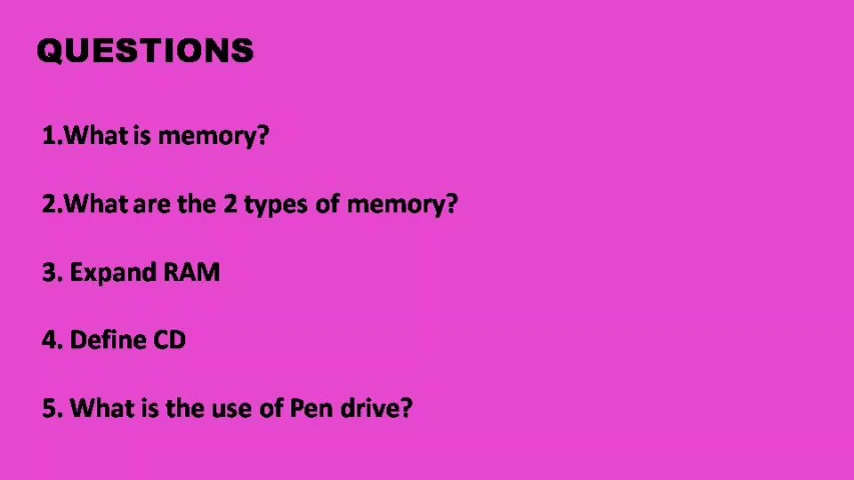 QUESTIONS
1.What is memory?
2.What are the 2 types of memory?
3. Expand RAM
4. Define CD
5. What is the use of Pen drive?